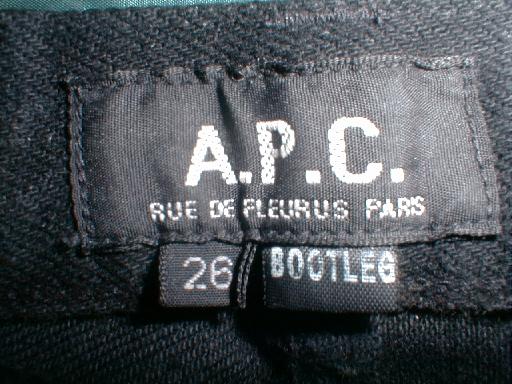 A.P.C.
RUE DE FLEURUS PARIS
26 BOOTLEG